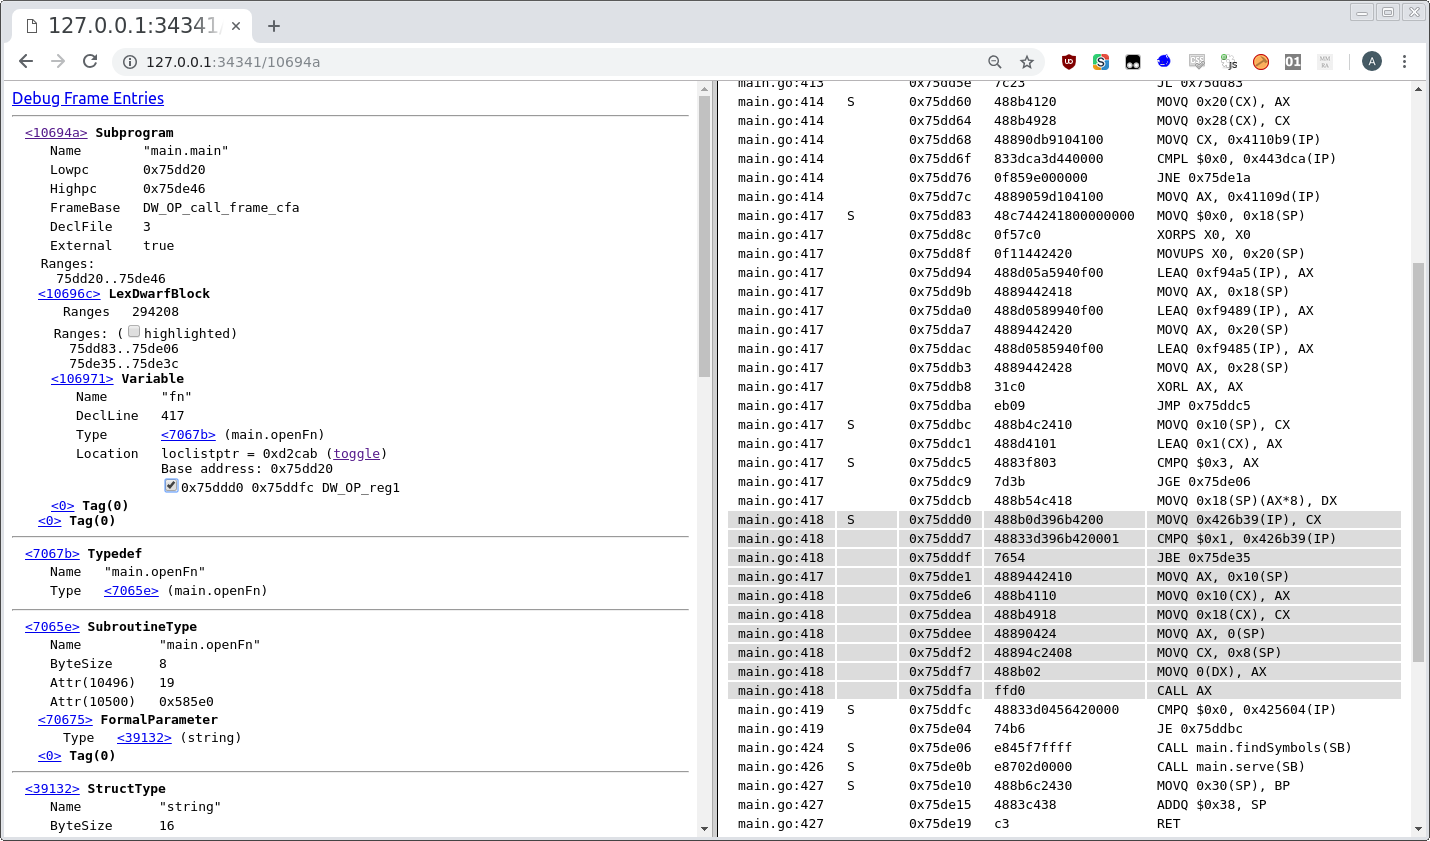 127.0.0.1:34341/
127.0.0.1:34341/10694a
Debug Frame Entries
<10694a> Subprogram
Name "main.main"
Lowpc 0x75dd20
Highpc 0x75de46
FrameBase DW_OP_call_frame_cfa
DeclFile 3
External true
Ranges:
75dd20..75de46
<10696c> LexDwarfBlock
Ranges 294208
Ranges: ( highlighted)
75dd83..75de06
75de35..75de3c
<106971> Variable
Name "fn"
DeclLine 417
Type <7067b> (main.openFn)
Location loclistptr = 0xd2cab (toggle)
Base address: 0x75dd20
0x75ddd0 0x75ddfc DW_OP_reg1
<0> Tag(0)
<0> Tag(0)
<7067b> Typedef
Name "main.openFn"
Type <7065e> (main.openFn)
<7065e> SubroutineType
Name "main.openFn"
ByteSize 8
Attr(10496) 19
Attr(10500) 0x585e0
<70675> FormalParameter
Type <39132> (string)
<0> Tag(0)
<39132> StructType
Name "string"
ByteSize 16
main.go:413 0x75dd5e 7c23 JL 0x75dd83
main.go:414 S 0x75dd60 488b4120 MOVQ 0x20(CX), AX
main.go:414 0x75dd64 488b4928 MOVQ 0x28(CX), CX
main.go:414 0x75dd68 48890db9104100 MOVQ CX, 0x4110b9(IP)
main.go:414 0x75dd6f 833dca3d440000 CMPL $0x0, 0x443dca(IP)
main.go:414 0x75dd76 0f859e000000 JNE 0x75de1a
main.go:414 0x75dd7c 4889059d104100 MOVQ AX, 0x41109d(IP)
main.go:417 S 0x75dd83 48c744241800000000 MOVQ $0x0, 0x18(SP)
main.go:417 0x75dd8c 0f57c0 XORPS X0, X0
main.go:417 0x75dd8f 0f11442420 MOVUPS X0, 0x20(SP)
main.go:417 0x75dd94 488d05a5940f00 LEAQ 0xf94a5(IP), AX
main.go:417 0x75dd9b 4889442418 MOVQ AX, 0x18(SP)
main.go:417 0x75dda0 488d0589940f00 LEAQ 0xf9489(IP), AX
main.go:417 0x75dda7 4889442420 MOVQ AX, 0x20(SP)
main.go:417 0x75ddac 488d0585940f00 LEAQ 0xf9485(IP), AX
main.go:417 0x75ddb3 4889442428 MOVQ AX, 0x28(SP)
main.go:417 0x75ddb8 31c0 XORL AX, AX
main.go:417 0x75ddba eb09 JMP 0x75ddc5
main.go:417 S 0x75ddbc 488b4c2410 MOVQ 0x10(SP), CX
main.go:417 0x75ddc1 488d4101 LEAQ 0x1(CX), AX
main.go:417 S 0x75ddc5 4883f803 CMPQ $0x3, AX
main.go:417 0x75ddc9 7d3b JGE 0x75de06
main.go:417 0x75ddcb 488b54c418 MOVQ 0x18(SP)(AX*8), DX
main.go:418 S 0x75ddd0 488b0d396b4200 MOVQ 0x426b39(IP), CX
main.go:418 0x75ddd7 48833d396b420001 CMPQ $0x1, 0x426b39(IP)
main.go:418 0x75dddf 7654 JBE 0x75de35
main.go:417 0x75dde1 4889442410 MOVQ AX, 0x10(SP)
main.go:418 0x75dde6 488b4110 MOVQ 0x10(CX), AX
main.go:418 0x75ddea 488b4918 MOVQ 0x18(CX), CX
main.go:418 0x75ddee 48890424 MOVQ AX, 0(SP)
main.go:418 0x75ddf2 48894c2408 MOVQ CX, 0x8(SP)
main.go:418 0x75ddf7 488b02 MOVQ 0(DX), AX
main.go:418 0x75ddfa ffd0 CALL AX
main.go:419 S 0x75ddfc 48833d0456420000 CMPQ $0x0, 0x425604(IP)
main.go:419 0x75de04 74b6 JE 0x75ddbc
main.go:424 S 0x75de06 e845f7ffff CALL main.findSymbols(SB)
main.go:426 S 0x75de0b e8702d0000 CALL main.serve(SB)
main.go:427 S 0x75de10 488b6c2430 MOVQ 0x30(SP), BP
main.go:427 0x75de15 4883c438 ADDQ $0x38, SP
main.go:427 0x75de19 c3 RET